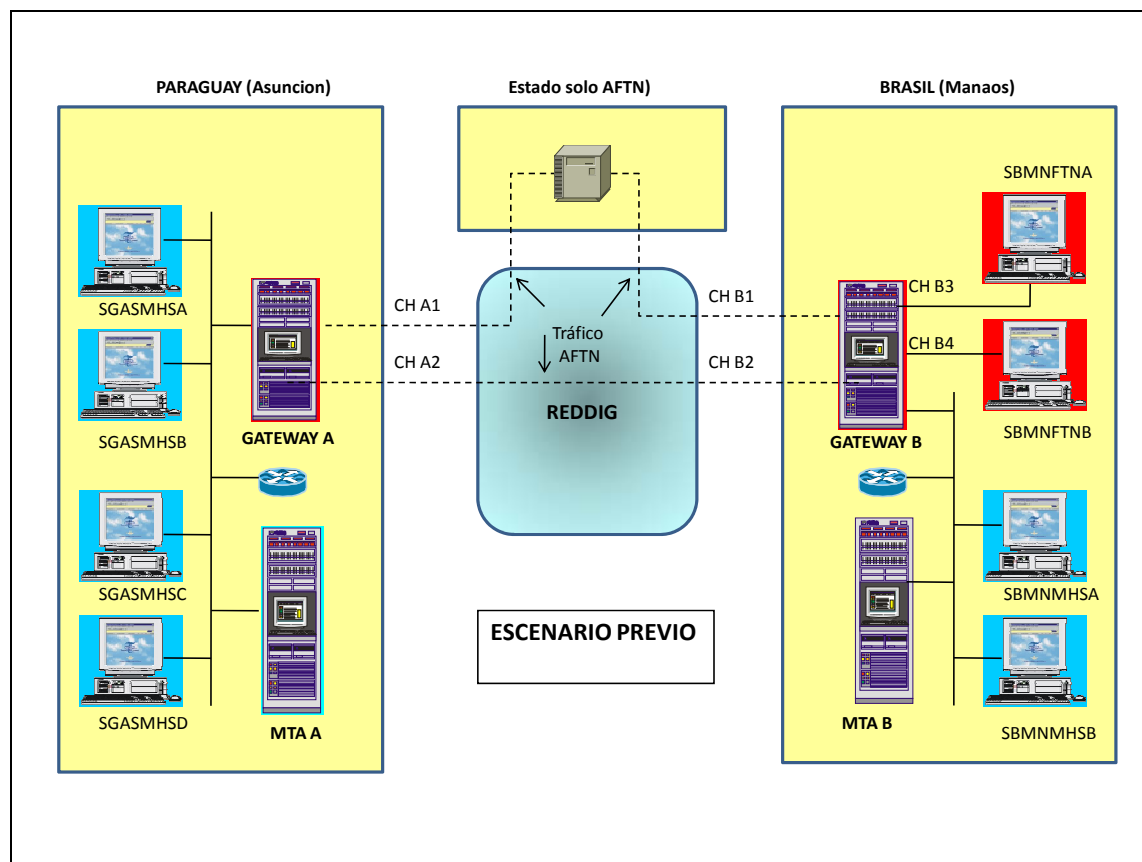 PARAGUAY (Asuncion)
Estado solo AFTN)
BRASIL (Manaos)
SBMNFTNA
SGASMHSA
CH A1
CH B1
CH B3
Tráfico
AFTN
CH B4
CH A2
CH B2
REDDIG
SGASMHSB
GATEWAY A
GATEWAY B
SBMNFTNB
SGASMHSC
SBMNMHSA
ESCENARIO PREVIO
SGASMHSD
MTA A
MTA B
SBMNMHSB